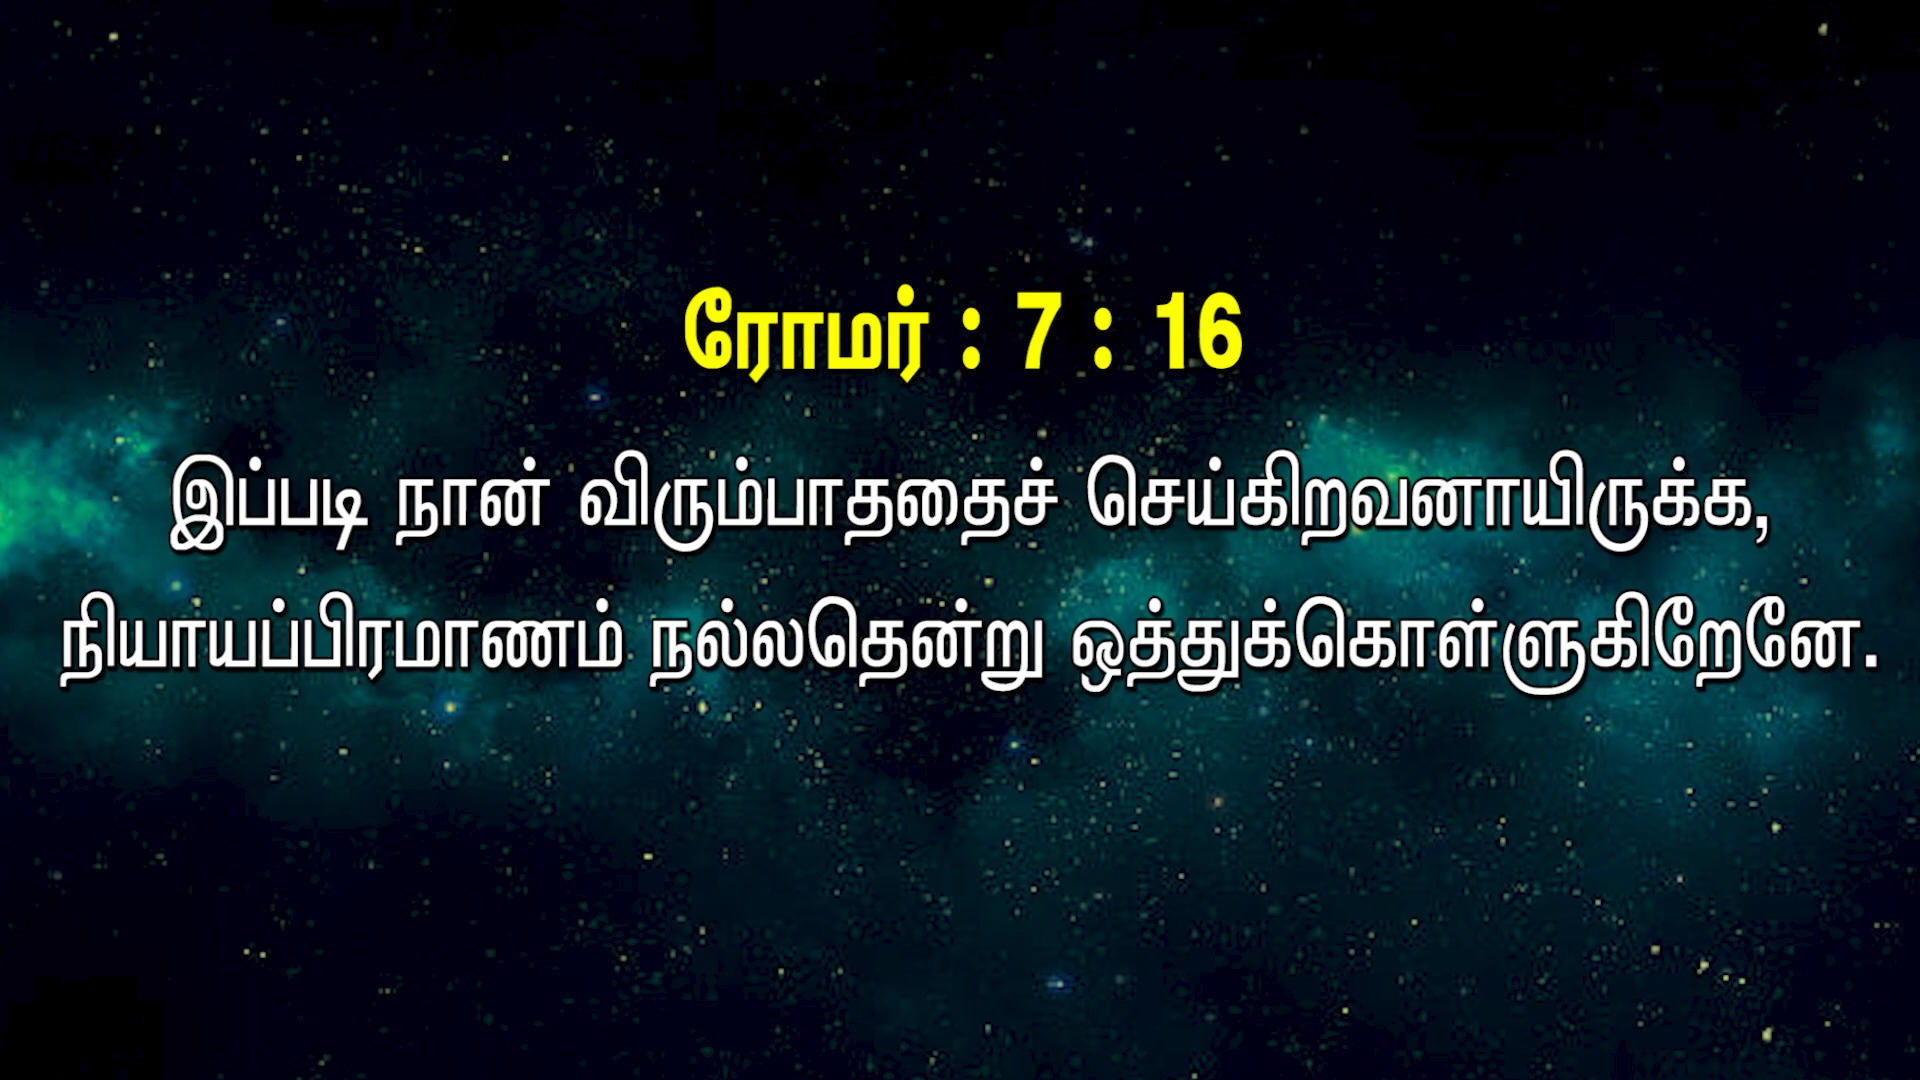 ரோமர் : 7 : 16
இப்படி நான் விரும்பாததைச் செய்கிறவனாயிருக்க,
நியாயப்பிரமாணம் நல்லதென்று ஒத்துக்கொள்ளுகிறேனே.